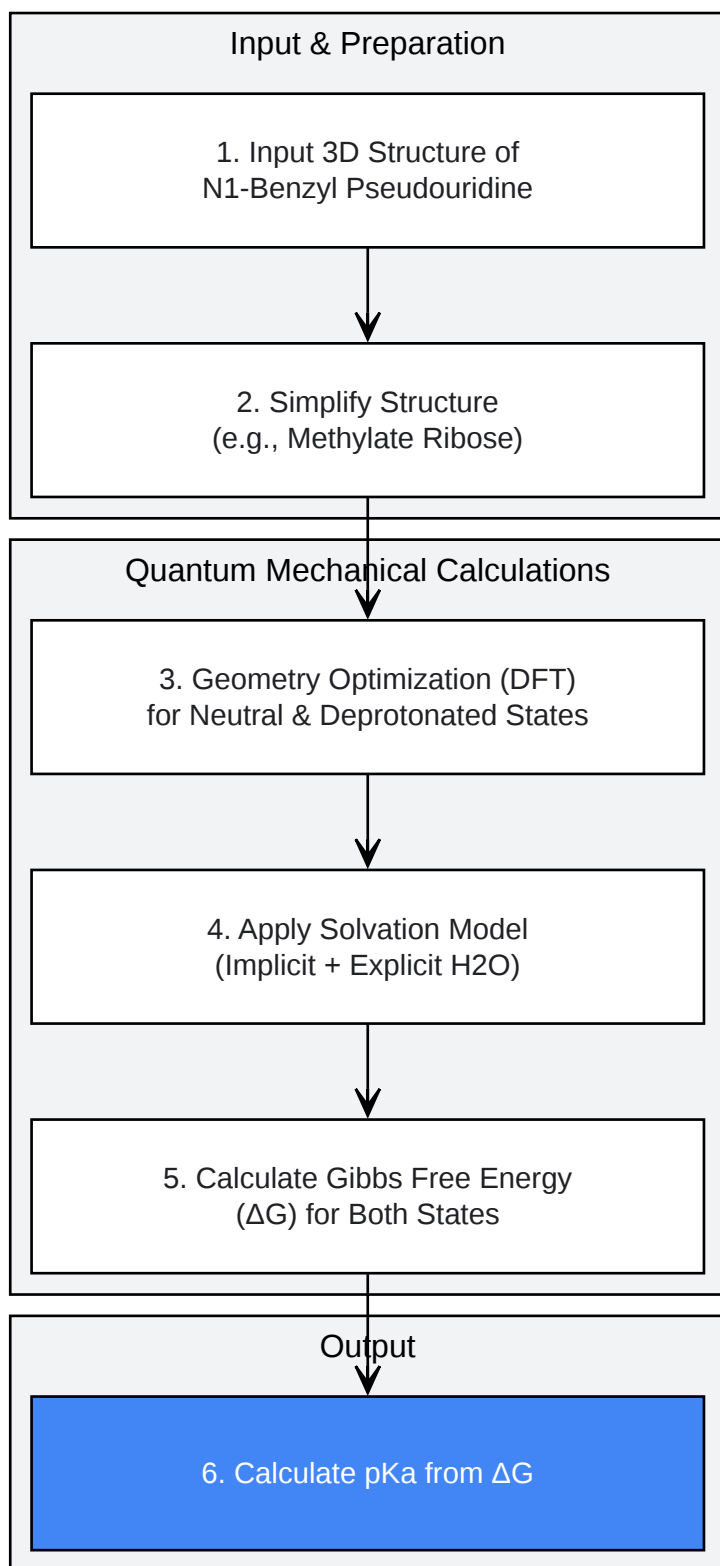 Input & Preparation
1. Input 3D Structure of
N1-Benzyl Pseudouridine
2. Simplify Structure
(e.g., Methylate Ribose)
Quantum Mechanical Calculations
3. Geometry Optimization (DFT)
for Neutral & Deprotonated States
4. Apply Solvation Model
(Implicit + Explicit H2O)
5. Calculate Gibbs Free Energy
(ΔG) for Both States
Output
6. Calculate pKa from ΔG